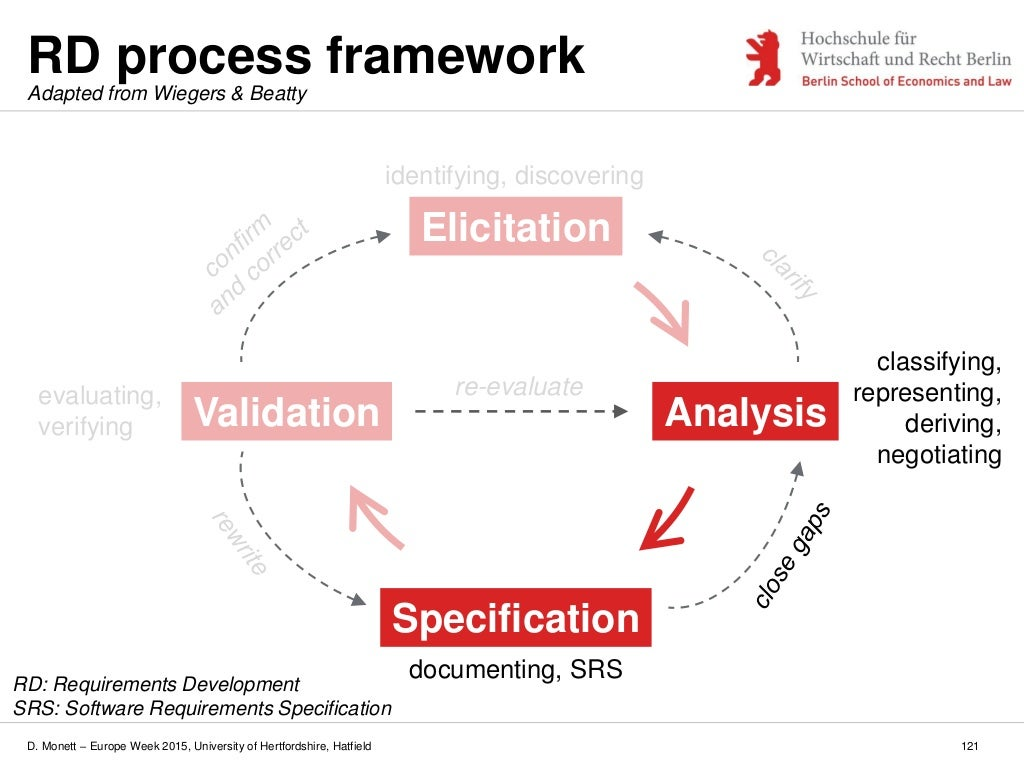 RD process framework
Adapted from Wiegers & Beatty
Hochschule für
Wirtschaft und Recht Berlin
Berlin School of Economics and Law
identifying, discovering
Elicitation
confirm
and correct
clarify
evaluating,
verifying
Validation
re-evaluate
Analysis
classifying,
representing,
deriving,
negotiating
rewrite
close gaps
Specification
documenting, SRS
RD: Requirements Development
SRS: Software Requirements Specification
D. Monett – Europe Week 2015, University of Hertfordshire, Hatfield
121